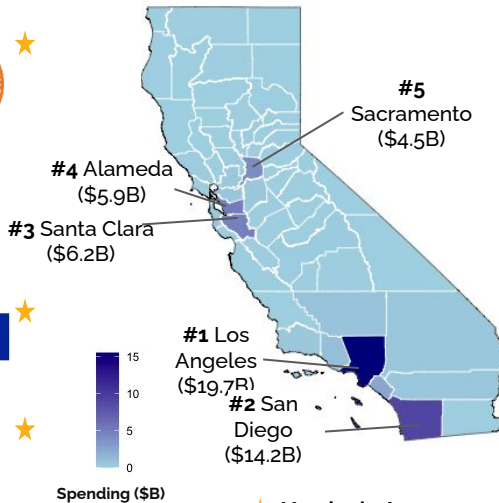 #5
Sacramento
($4.5B)
#4 Alameda
($5.9B)
#3 Santa Clara
($6.2B)
#1 Los
Angeles
($19.7B)
#2 San
Diego
($14.2B)
15
10
5
0
Spending ($B)